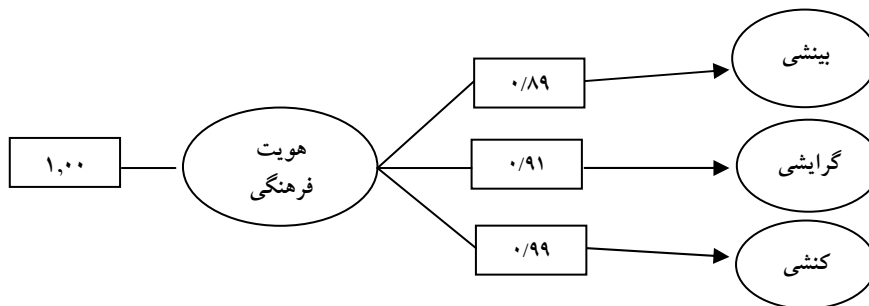 بینشی
۰/۸۹
هویت
فرهنگی
۱,۰۰
۰/۹۱
گرایشی
۰/۹۹
کنشی